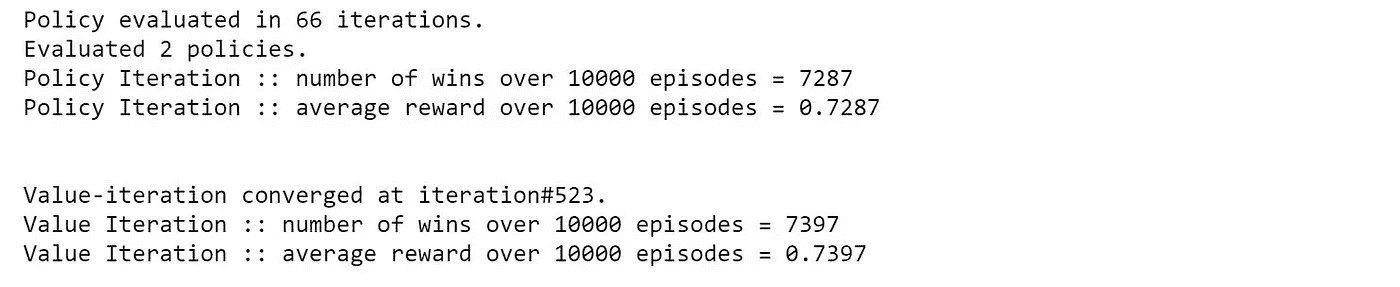 Policy evaluated in 66 iterations.
Evaluated 2 policies.
Policy Iteration :: number of wins over 10000 episodes = 7287
Policy Iteration :: average reward over 10000 episodes = 0.7287
Value-iteration converged at iteration#523.
Value Iteration :: number of wins over 10000 episodes = 7397
Value Iteration :: average reward over 10000 episodes = 0.7397